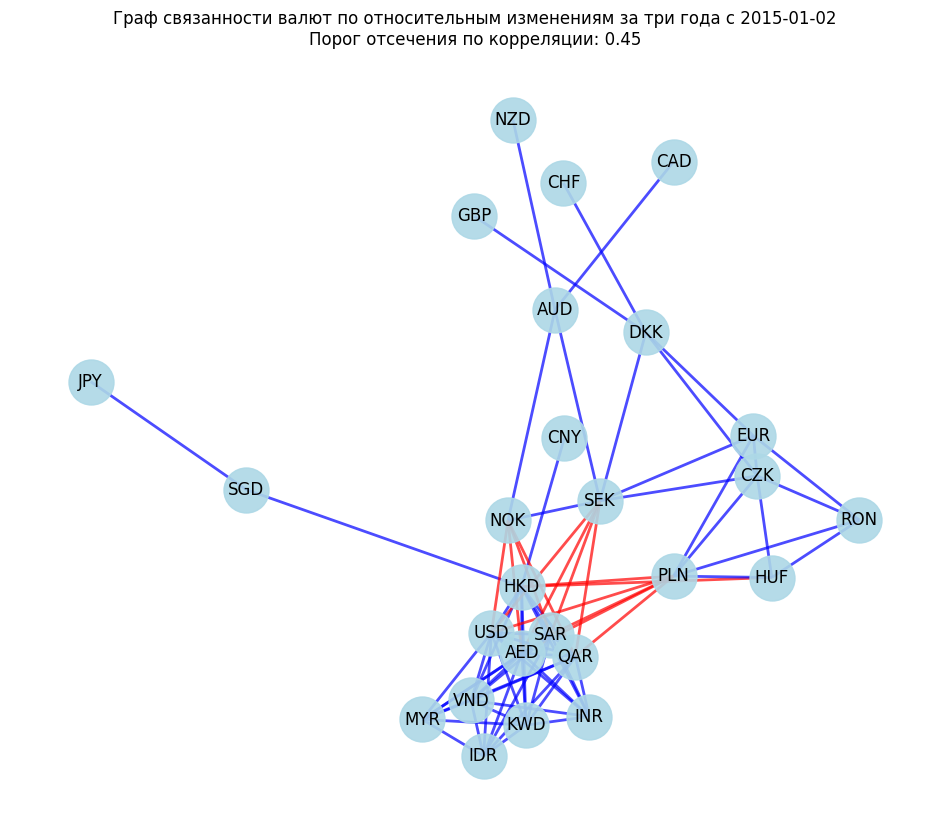 Граф связанности валют по относительным изменениям за три года с 2015-01-02
Порог отсечения по корреляции: 0.45
NZD
CAD
CHF
GBP
AUD
DKK
JPY
EUR
CNY
CZK
SGD
SEK
NOK
RON
PLN
HUF
HKD
USD
SAR
AED
QAR
VND
MYR
INR
KWD
IDR